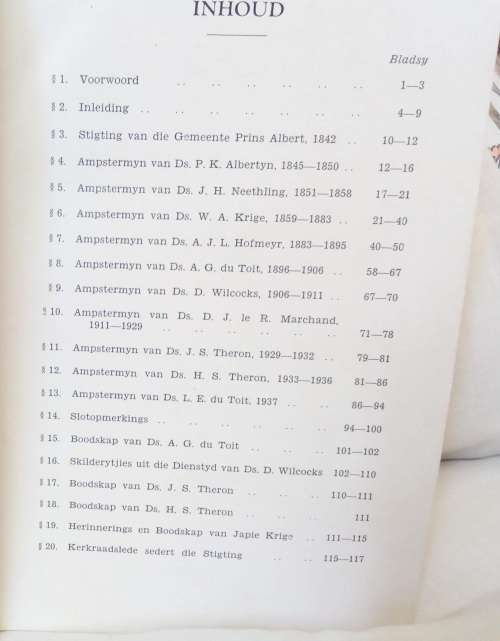 INHOUD
Bladsy
§ 1. Voorwood .. .. .. .. .. .. 1—3
§ 2. Inleiding .. .. .. .. .. .. .. 4—9
§ 3. Stigting van die Gemeente Prins Albert, 1842 .. 10—12
§ 4. Ampstermyn van Ds. P. K. Albertyn, 1845—1850 .. 12—16
§ 5. Ampstermyn van Ds. J. H. Neethling, 1851—1858 17—21
§ 6. Ampstermyn van Ds. W. A. Krige, 1859—1883 .. 21—40
§ 7. Ampstermyn van Ds. A. J. L. Hofmeyr, 1883—1895 40—50
§ 8. Ampstermyn van Ds. A. G. du Toit, 1896—1906 .. 58—67
§ 9. Ampstermyn van Ds. D. Wilcocks, 1906—1911 .. 67—70
§ 10. Ampstermyn van Ds. D. J. le R. Marchand,
1911—1929 .. .. .. .. .. .. 71—78
§ 11. Ampstermyn van Ds. J. S. Theron, 1929—1932 .. 79—81
§ 12. Ampstermyn van Ds. H. S. Theron, 1933—1936 81—86
§ 13. Ampstermyn van Ds. L. E. du Toit, 1937 .. .. 86—94
§ 14. Slotopmerkings .. .. .. .. .. .. 94—100
§ 15. Boodskap van Ds. A. G. du Toit .. .. .. 101—102
§ 16. Skilderytjies uit die Dienstyd van Ds. D. Wilcocks 102—110
§ 17. Boodskap van Ds. J. S. Theron .. .. .. 110—111
§ 18. Boodskap van Ds. H. S. Theron .. .. .. 111
§ 19. Herinnerings en Boodskap van Japie Krige .. 111—115
§ 20. Kerkraadslede sedert die Stigting .. .. 115—117